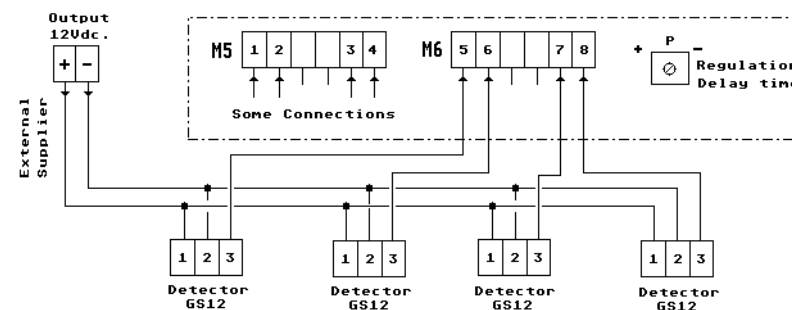 Output
12Vdc.
+ -
External
Supplier
M5 1 2 3 4
Some Connections
M6 5 6 7 8
+ P -
Regulation
Delay time
1 2 3
Detector
GS12
1 2 3
Detector
GS12
1 2 3
Detector
GS12
1 2 3
Detector
GS12